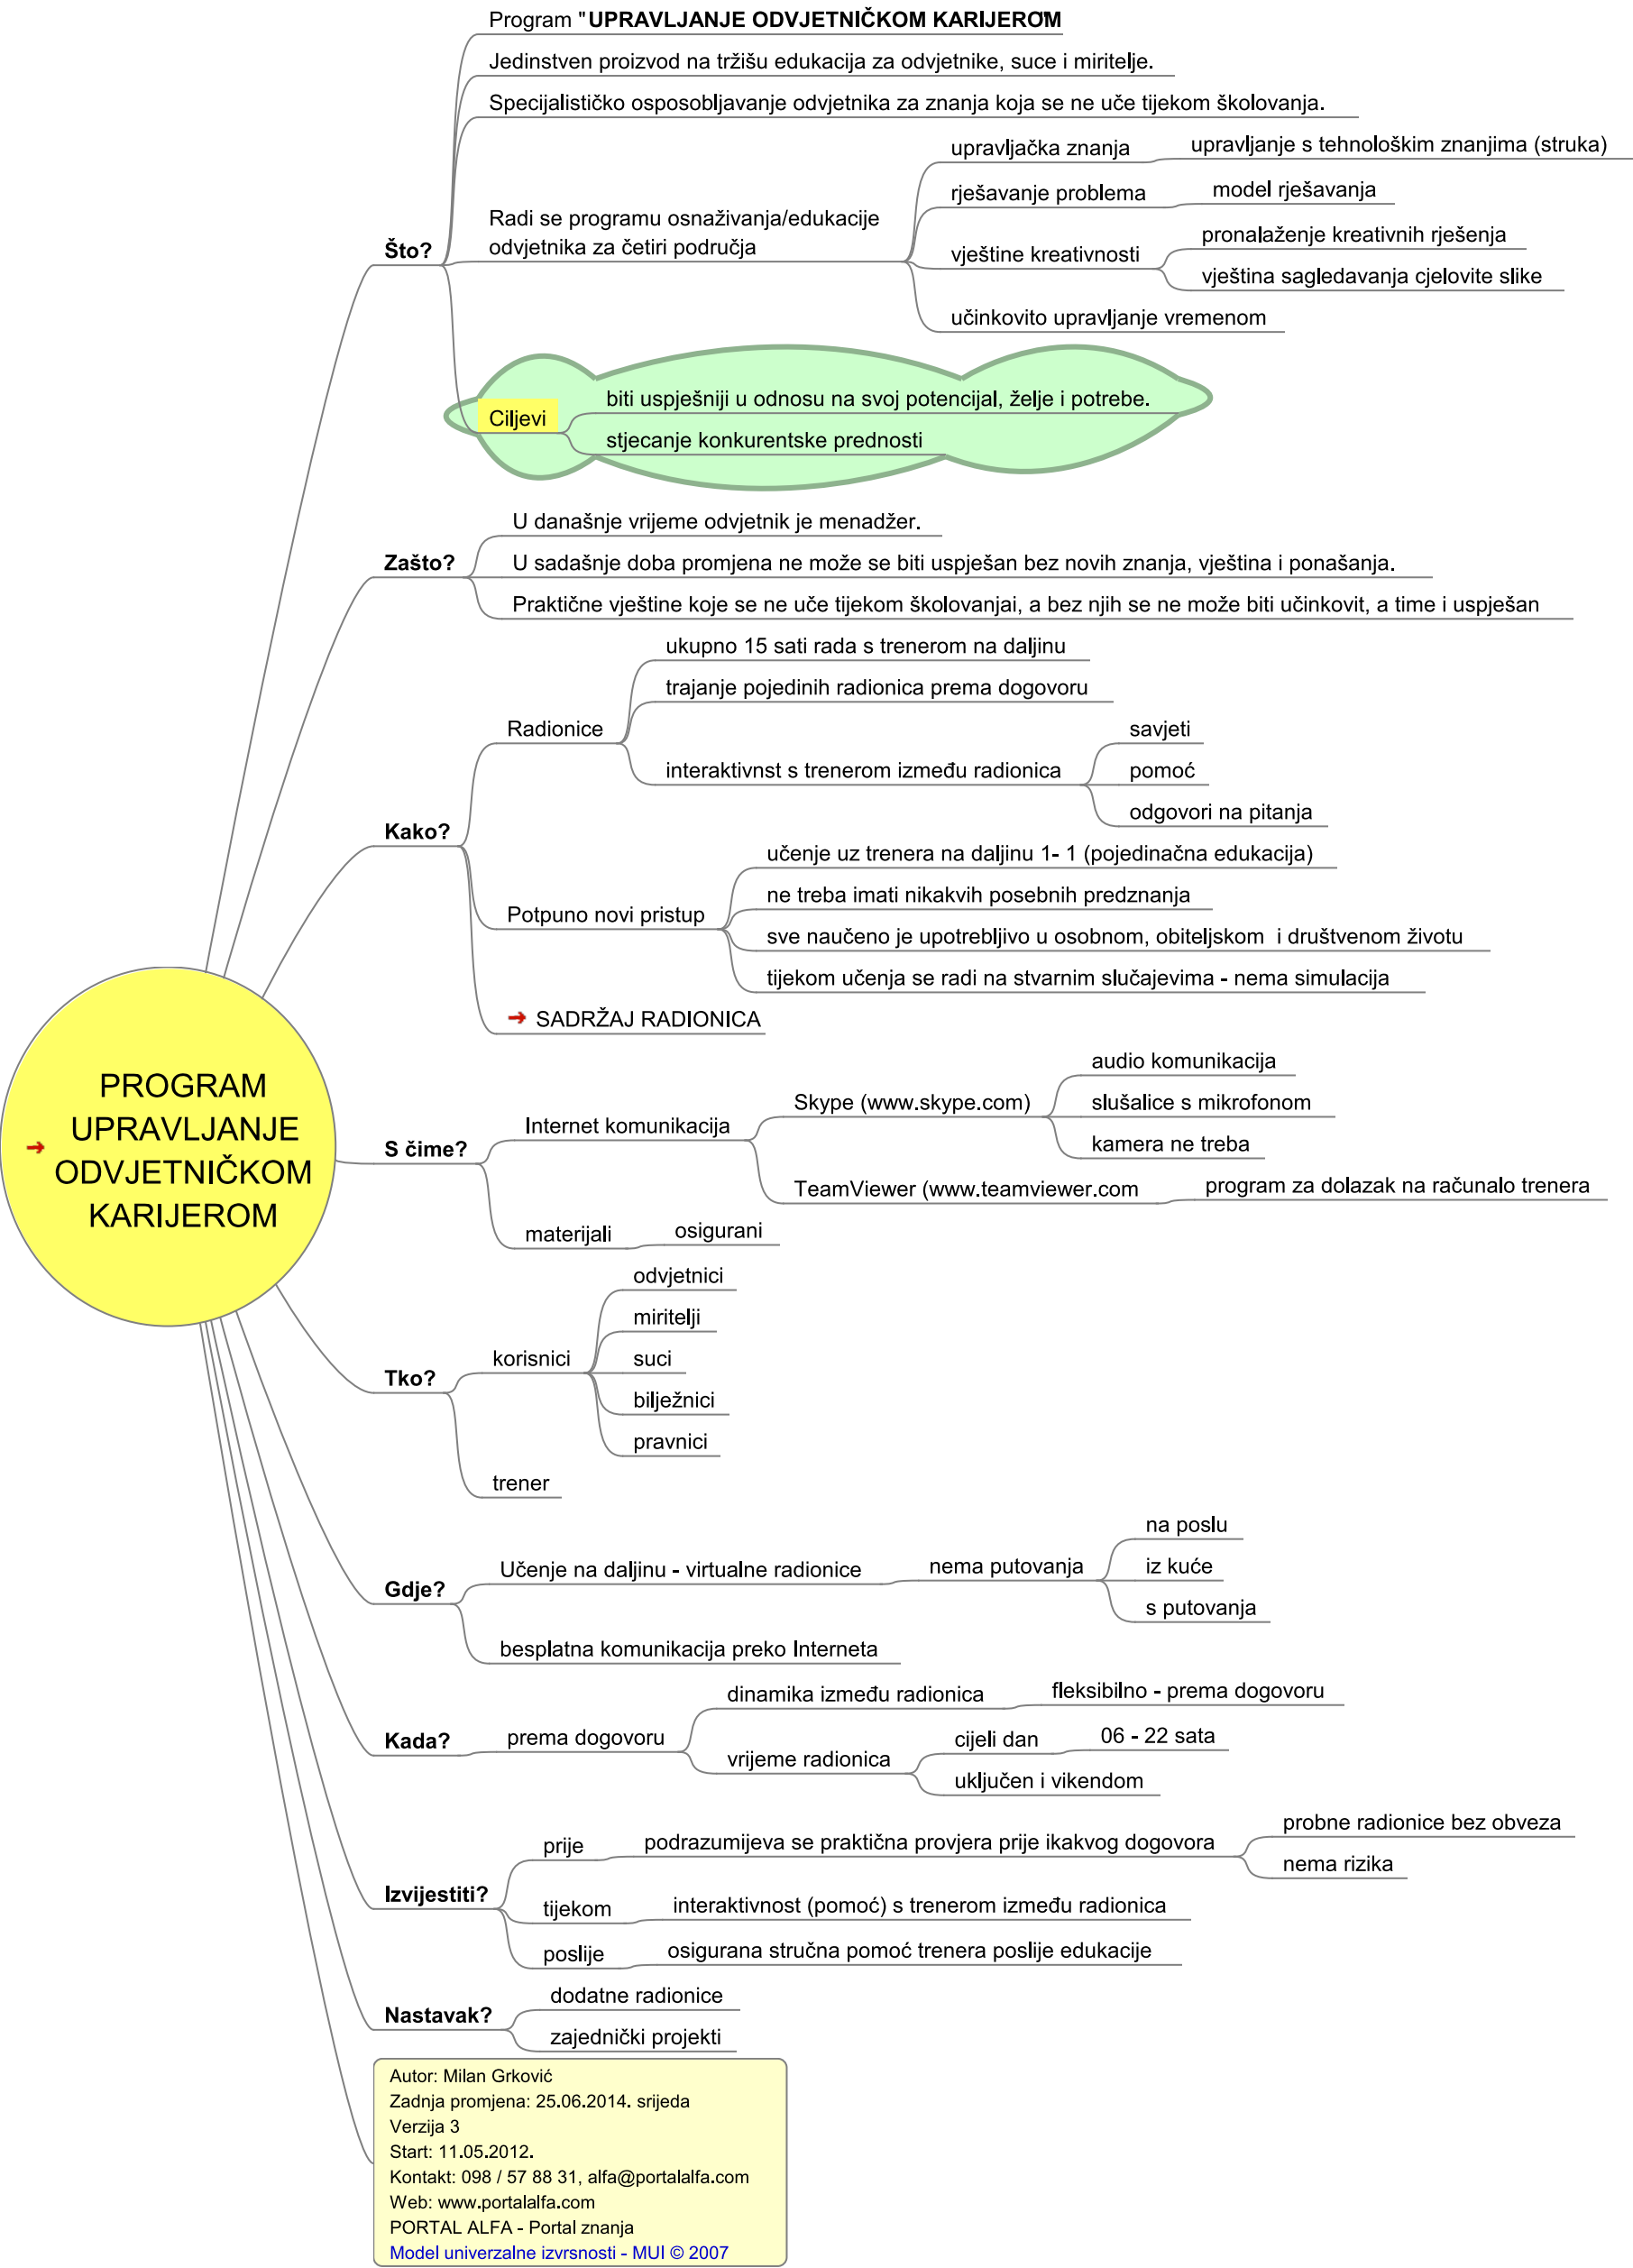 Program "UPRAVLJANJE ODVJETNIČKOM KARIJEROM"
Jedinstven proizvod na tržišu edukacija za odvjetnike, suce i miritelje.
Specijalističko osposobljavanje odvjetnika za znanja koja se ne uče tijekom školovanja.
upravljačka znanja
upravljanje s tehnološkim znanjima (struka)
rješavanje problema
model rješavanja
Radi se programu osnaživanja/edukacije
odvjetnika za četiri područja
Što?
vještine kreativnosti
pronalaženje kreativnih rješenja
vještina sagledavanja cjelovite slike
učinkovito upravljanje vremenom
Ciljevi
biti uspješniji u odnosu na svoj potencijal, želje i potrebe.
stjecanje konkurentske prednosti
Zašto?
U današnje vrijeme odvjetnik je menadžer.
U sadašnje doba promjena ne može se biti uspješan bez novih znanja, vještina i ponašanja.
Praktične vještine koje se ne uče tijekom školovanjai, a bez njih se ne može biti učinkovit, a time i uspješan
Kako?
Radionice
ukupno 15 sati rada s trenerom na daljinu
trajanje pojedinih radionica prema dogovoru
interaktivnst s trenerom između radionica
savjeti
pomoć
odgovori na pitanja
Potpuno novi pristup
učenje uz trenera na daljinu 1- 1 (pojedinačna edukacija)
ne treba imati nikakvih posebnih predznanja
sve naučeno je upotrebljivo u osobnom, obiteljskom  i društvenom životu
tijekom učenja se radi na stvarnim slučajevima - nema simulacija
SADRŽAJ RADIONICA
PROGRAM
UPRAVLJANJE
ODVJETNIČKOM
KARIJEROM
S čime?
Internet komunikacija
Skype (www.skype.com)
audio komunikacija
slušalice s mikrofonom
kamera ne treba
TeamViewer (www.teamviewer.com
program za dolazak na računalo trenera
materijali
osigurani
Tko?
korisnici
odvjetnici
miritelji
suci
bilježnici
pravnici
trener
Gdje?
Učenje na daljinu - virtualne radionice
nema putovanja
na poslu
iz kuće
s putovanja
besplatna komunikacija preko Interneta
Kada?
prema dogovoru
dinamika između radionica
fleksibilno - prema dogovoru
vrijeme radionica
cijeli dan
06 - 22 sata
uključen i vikendom
Izvijestiti?
prije
podrazumijeva se praktična provjera prije ikakvog dogovora
probne radionice bez obveza
nema rizika
tijekom
interaktivnost (pomoć) s trenerom između radionica
poslije
osigurana stručna pomoć trenera poslije edukacije
Nastavak?
dodatne radionice
zajednički projekti
Autor: Milan Grković
Zadnja promjena: 25.06.2014. srijeda
Verzija 3
Start: 11.05.2012.
Kontakt: 098 / 57 88 31, alfa@portalalfa.com
Web: www.portalalfa.com
PORTAL ALFA - Portal znanja
Model univerzalne izvrsnosti - MUI © 2007